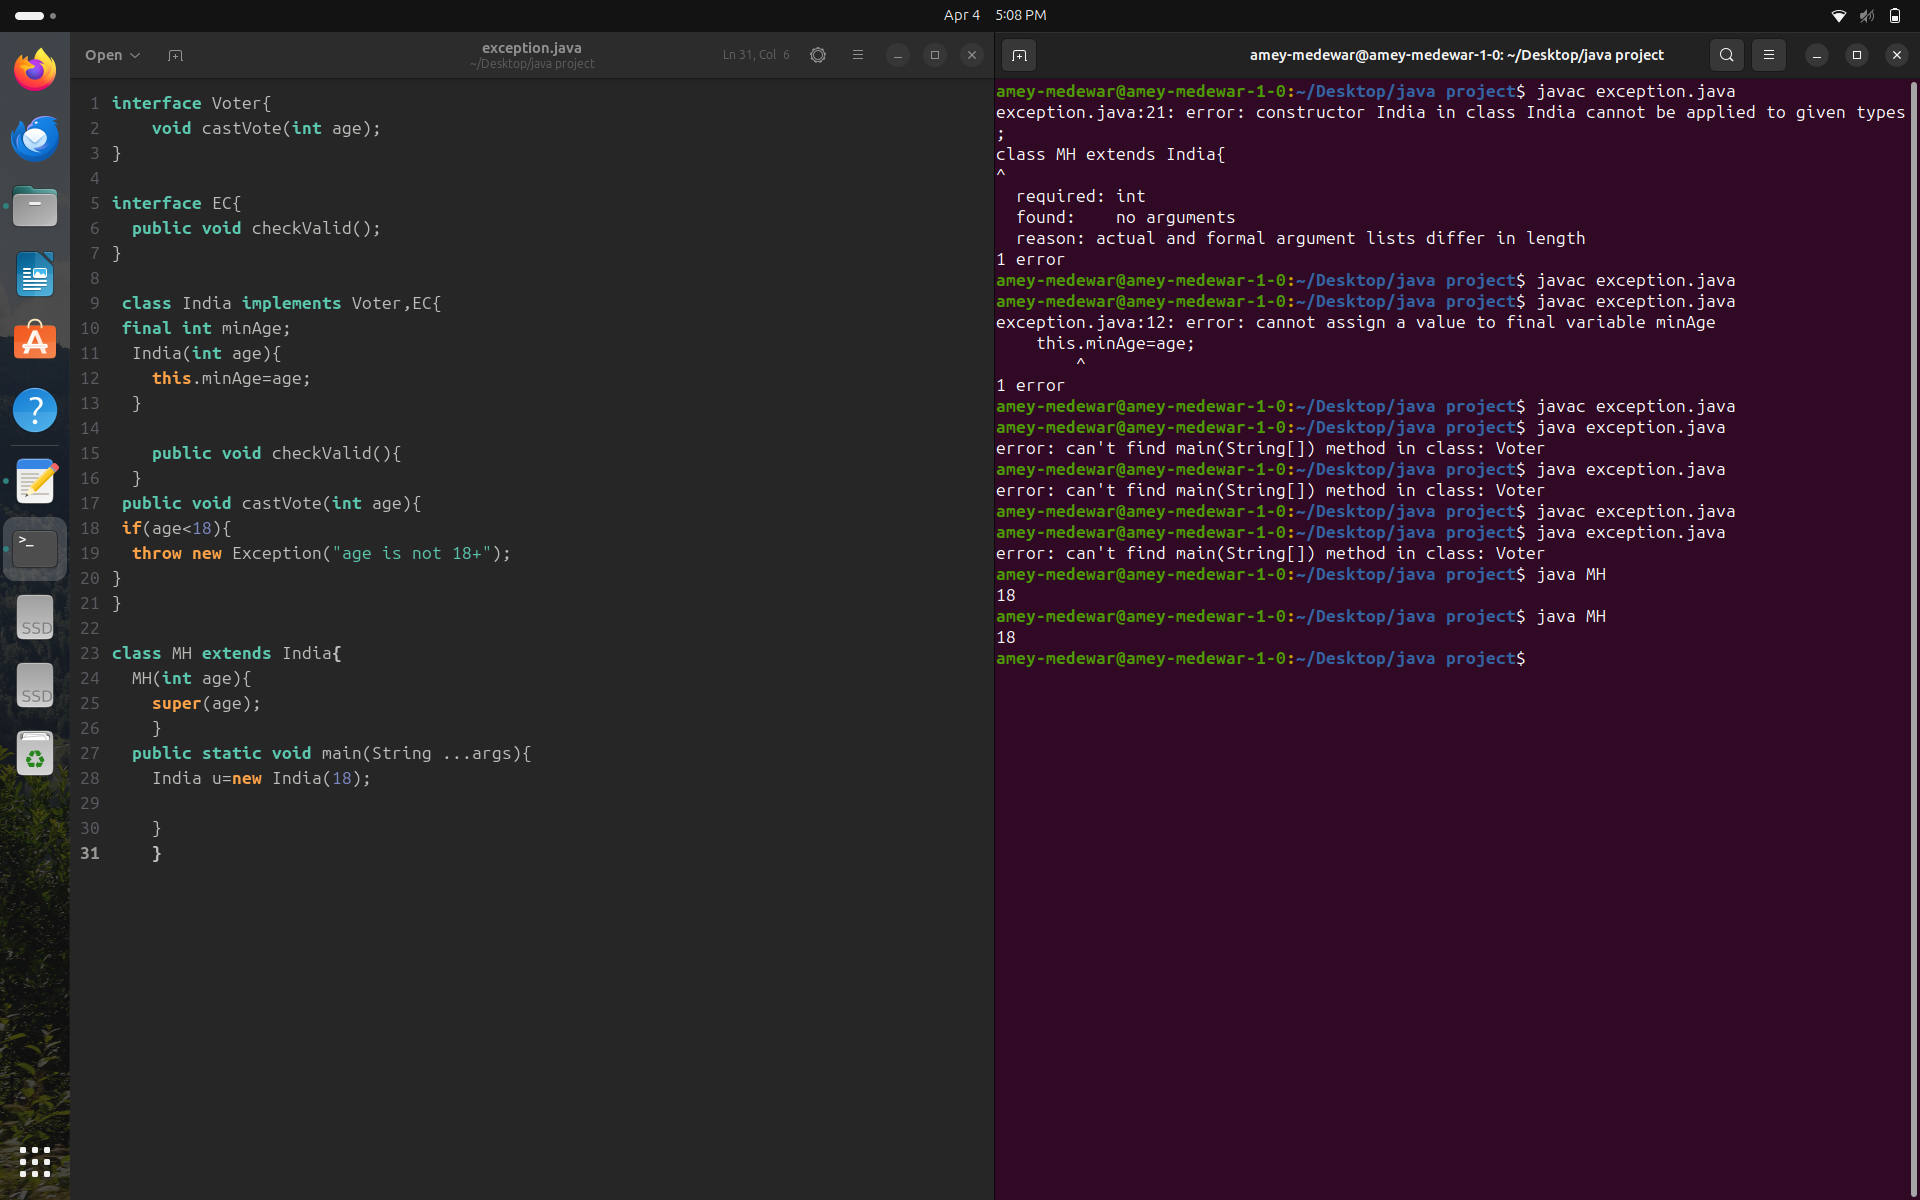 Apr 4 5:08 PM
Open
exception.java
~/Desktop/java project
Ln 31, Col 6
1 interface Voter{
2 void castVote(int age);
3 }
4
5 interface EC{
6 public void checkValid();
7 }
8
9 class India implements Voter,EC{
10 final int minAge;
11 India(int age){
12 this.minAge=age;
13 }
14
15 public void checkValid(){
16 }
17 public void castVote(int age){
18 if(age<18){
19 throw new Exception("age is not 18+");
20 }
21 }
22
23 class MH extends India{
24 MH(int age){
25 super(age);
26 }
27 public static void main(String ...args){
28 India u=new India(18);
29
30 }
31 }
SSD
SSD
amey-medewar@amey-medewar-1-0: ~/Desktop/java project
amey-medewar@amey-medewar-1-0:~/Desktop/java project$ javac exception.java
exception.java:21: error: constructor India in class India cannot be applied to given types
;
class MH extends India{
^
required: int
found: no arguments
reason: actual and formal argument lists differ in length
1 error
amey-medewar@amey-medewar-1-0:~/Desktop/java project$ javac exception.java
amey-medewar@amey-medewar-1-0:~/Desktop/java project$ javac exception.java
exception.java:12: error: cannot assign a value to final variable minAge
this.minAge=age;
^
1 error
amey-medewar@amey-medewar-1-0:~/Desktop/java project$ javac exception.java
amey-medewar@amey-medewar-1-0:~/Desktop/java project$ java exception.java
error: can't find main(String[]) method in class: Voter
amey-medewar@amey-medewar-1-0:~/Desktop/java project$ java exception.java
error: can't find main(String[]) method in class: Voter
amey-medewar@amey-medewar-1-0:~/Desktop/java project$ javac exception.java
amey-medewar@amey-medewar-1-0:~/Desktop/java project$ java exception.java
error: can't find main(String[]) method in class: Voter
amey-medewar@amey-medewar-1-0:~/Desktop/java project$ java MH
18
amey-medewar@amey-medewar-1-0:~/Desktop/java project$ java MH
18
amey-medewar@amey-medewar-1-0:~/Desktop/java project$